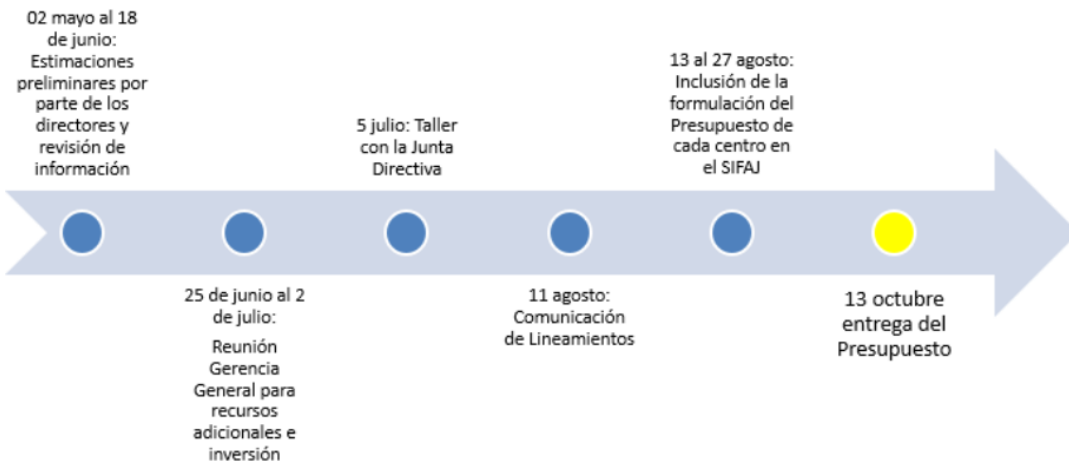 02 mayo al 18
de junio:
Estimaciones
preliminares por
parte de los
directores y
revisión de
información
25 de junio al 2
de julio:
Reunión
Gerencia
General para
recursos
adicionales e
inversión
5 julio: Taller
con la Junta
Directiva
11 agosto:
Comunicación
de Lineamientos
13 al 27 agosto:
Inclusión de la
formulación del
Presupuesto de
cada centro en
el SIFAJ
13 octubre
entrega del
Presupuesto